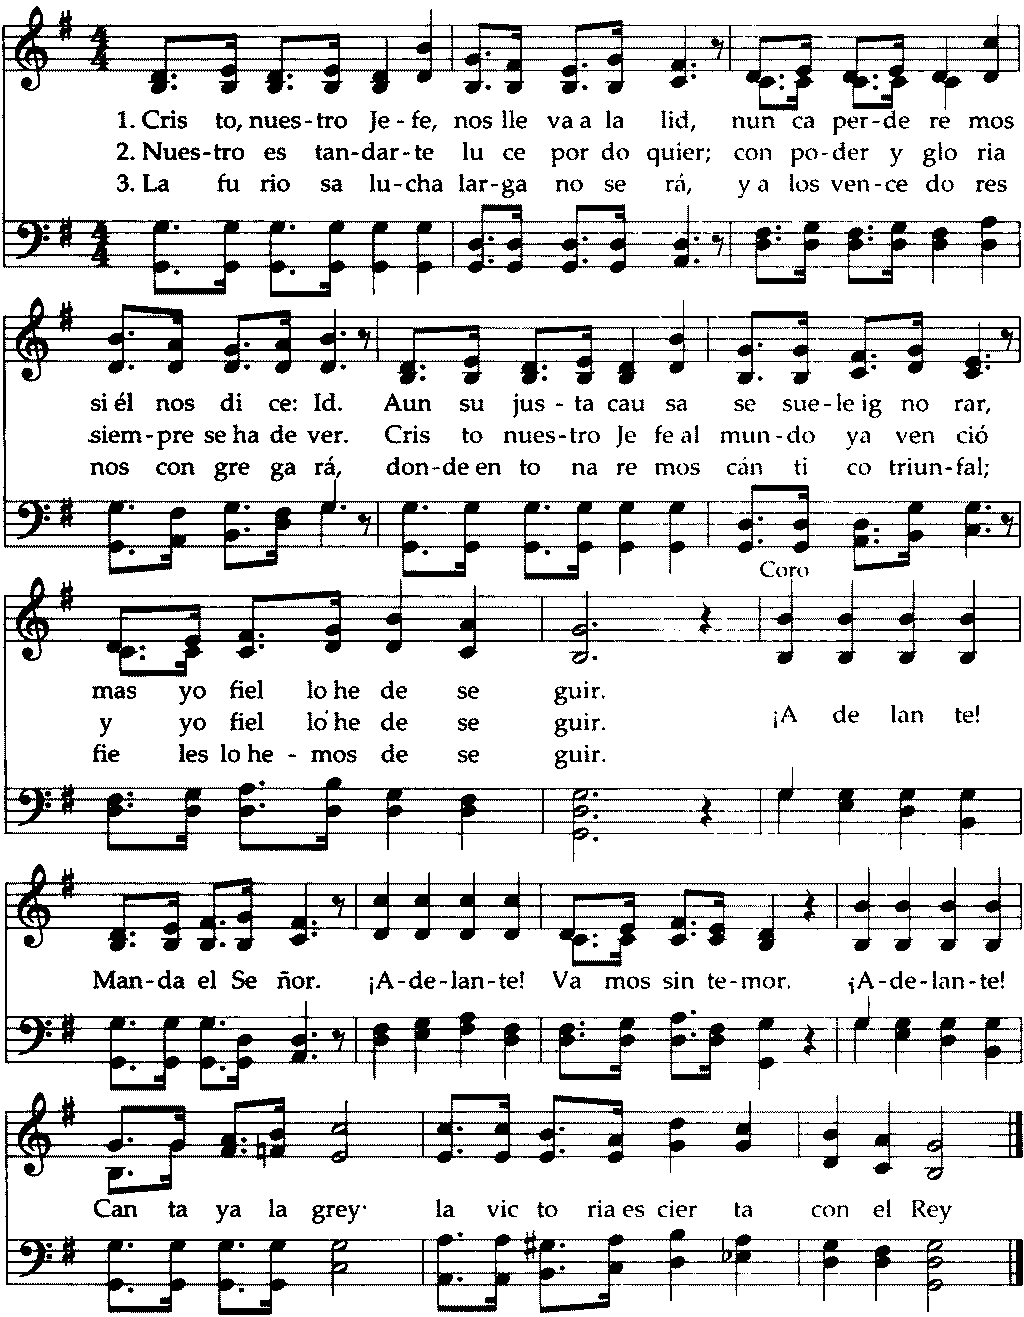 1. Cris to, nues-tro Je-fe, nos lle va a la lid, nun ca per-de re mos
2. Nues-tro es tan-dar-te lu ce por do quier; con po-der y glo ria
3. La fu rio sa lu-cha lar-ga no se rá, y a los ven-ce do res
si él nos di ce: Id. Aun su jus-ta cau sa se sue-le ig no rar,
siem-pre se ha de ver. Cris to nues-tro Je fe al mun-do ya ven ció
nos con gre ga rá, don-de en to na re mos cán ti co triun-fal;
Coro
mas yo fiel lo he de se guir.
y yo fiel lo he de se guir. ¡A de lan te!
fie les lo he-mos de se guir.
Man-da el Se ñor. ¡A-de-lan-te! Va mos sin te-mor. ¡A-de-lan-te!
Can ta ya la grey la vic to ria es cier ta con el Rey